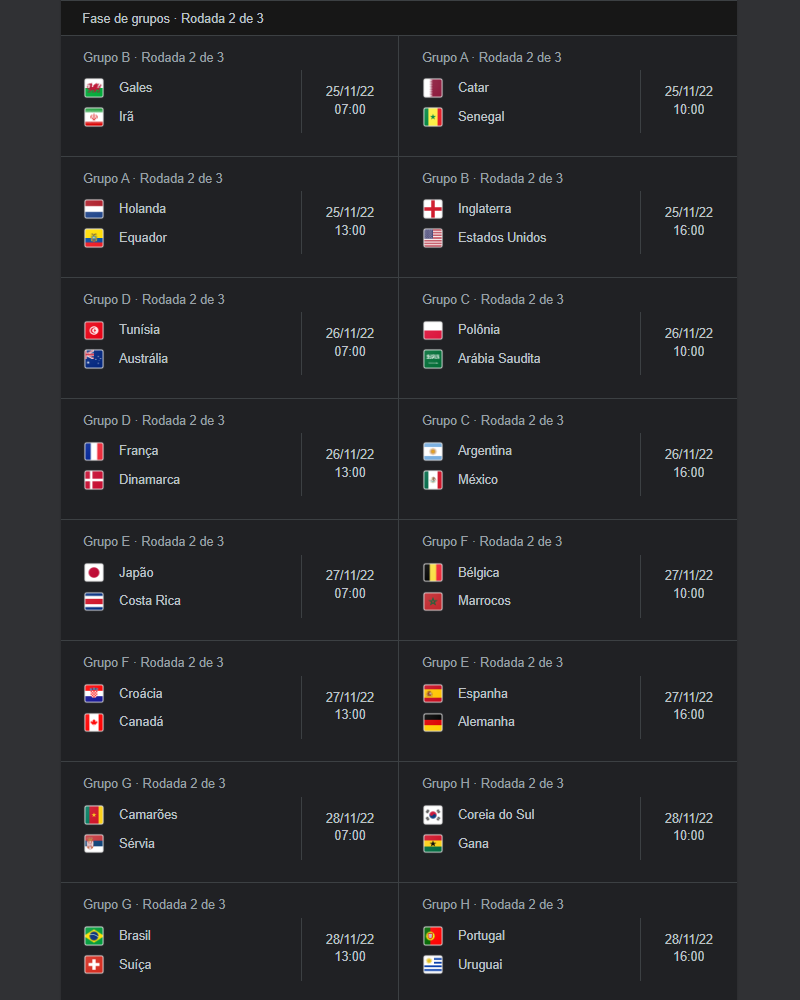 Fase de grupos · Rodada 2 de 3
Grupo B · Rodada 2 de 3
Gales
Irã
25/11/22
07:00
Grupo A · Rodada 2 de 3
Catar
Senegal
25/11/22
10:00
Grupo A · Rodada 2 de 3
Holanda
Equador
25/11/22
13:00
Grupo B · Rodada 2 de 3
Inglaterra
Estados Unidos
25/11/22
16:00
Grupo D · Rodada 2 de 3
Tunísia
Austrália
26/11/22
07:00
Grupo C · Rodada 2 de 3
Polônia
Arábia Saudita
26/11/22
10:00
Grupo D · Rodada 2 de 3
França
Dinamarca
26/11/22
13:00
Grupo C · Rodada 2 de 3
Argentina
México
26/11/22
16:00
Grupo E · Rodada 2 de 3
Japão
Costa Rica
27/11/22
07:00
Grupo F · Rodada 2 de 3
Bélgica
Marrocos
27/11/22
10:00
Grupo F · Rodada 2 de 3
Croácia
Canadá
27/11/22
13:00
Grupo E · Rodada 2 de 3
Espanha
Alemanha
27/11/22
16:00
Grupo G · Rodada 2 de 3
Camarões
Sérvia
28/11/22
07:00
Grupo H · Rodada 2 de 3
Coreia do Sul
Gana
28/11/22
10:00
Grupo G · Rodada 2 de 3
Brasil
Suíça
28/11/22
13:00
Grupo H · Rodada 2 de 3
Portugal
Uruguai
28/11/22
16:00